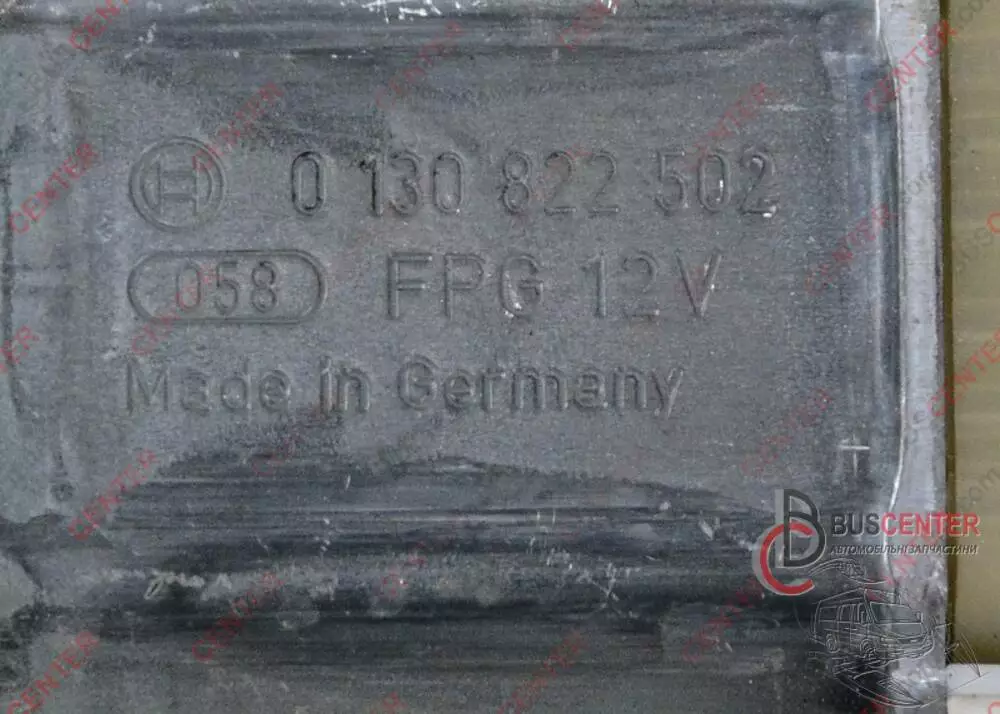 0 130 822 502
058 FPG 12V
Made in Germany
BUSCENTER
АВТОМОБІЛЬНІ ЗАПЧАСТИНИ